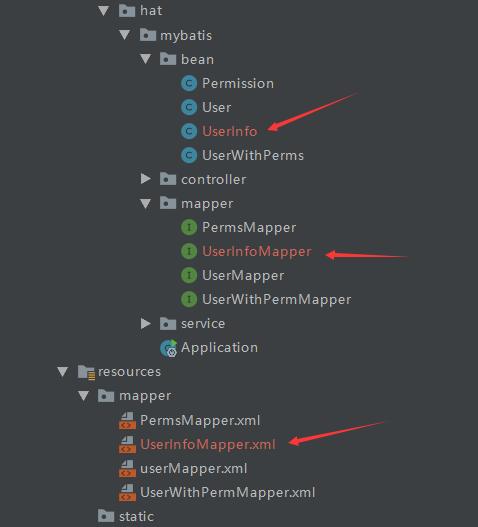 hat
mybatis
bean
C Permission
C User
C UserInfo
C UserWithPerms
controller
mapper
I PermsMapper
I UserInfoMapper
I UserMapper
I UserWithPermMapper
service
Application
resources
mapper
PermsMapper.xml
UserInfoMapper.xml
userMapper.xml
UserWithPermMapper.xml
static